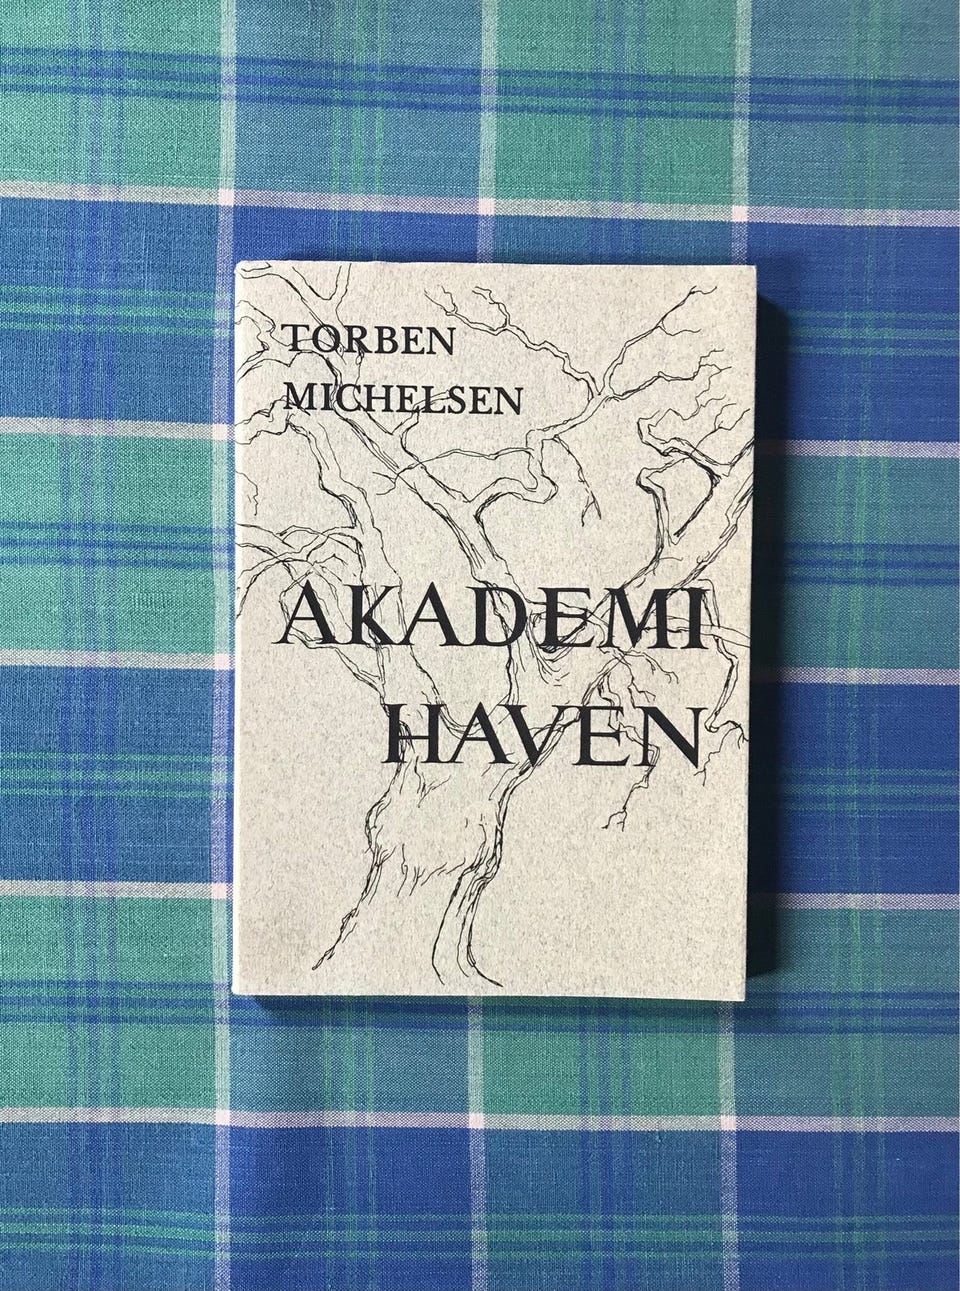 TORBEN
MICHELSEN
AKADEMI
HAVEN